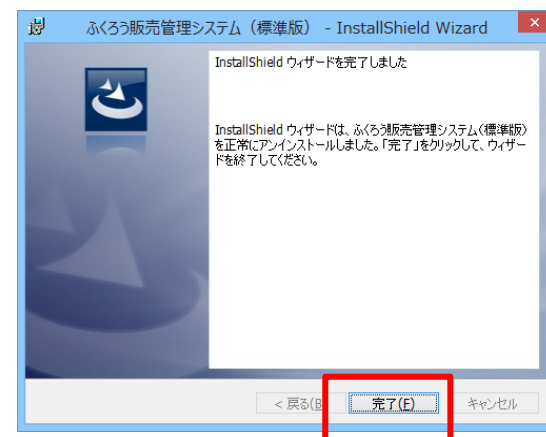 ふくろう販売管理システム（標準版） - InstallShield Wizard
InstallShield ウィザードを完了しました
InstallShield ウィザードは、ふくろう販売管理システム(標準版)
を正常にアンインストールしました。「完了」をクリックして、ウィザー
ドを終了してください。
< 戻る(B 完了(F) キャンセル